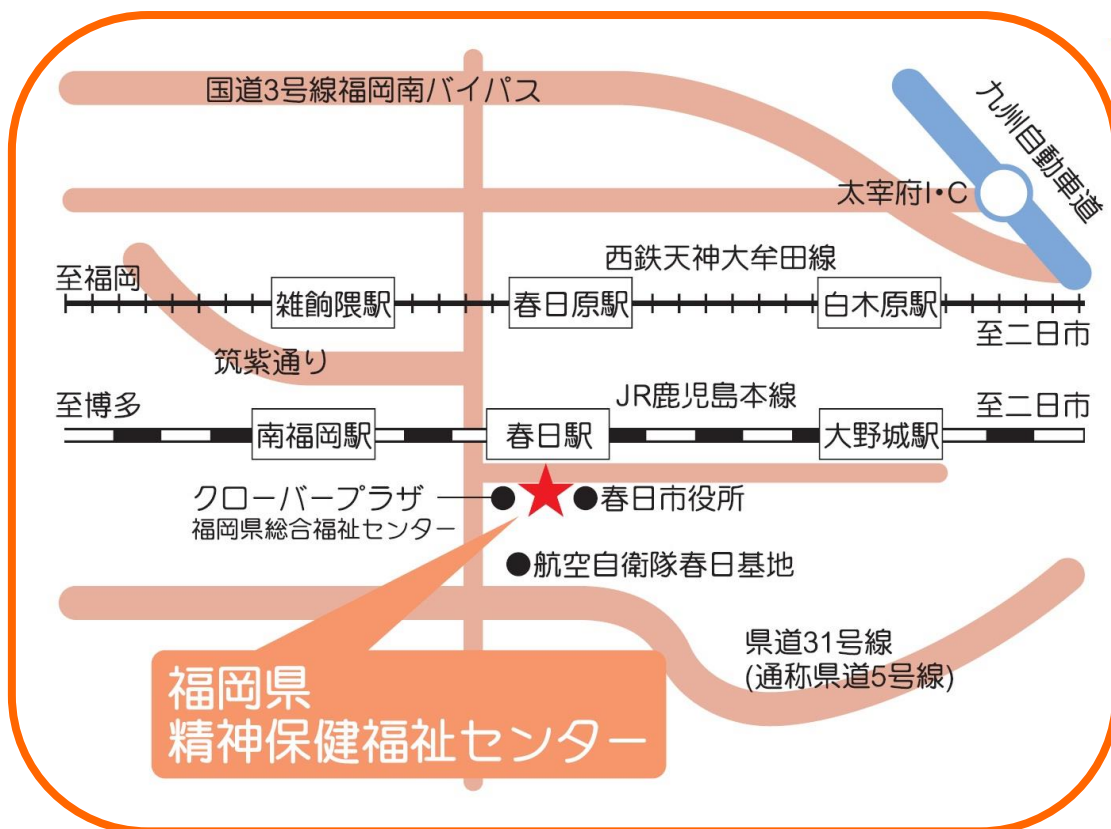 国道3号線福岡南バイパス
九州自動車道
太宰府I・C
西鉄天神大牟田線
至福岡
雑餉隈駅
春日原駅
白木原駅
至二日市
筑紫通り
JR鹿児島本線
至博多
至二日市
南福岡駅
春日駅
大野城駅
クローバープラザ
福岡県総合福祉センター
春日市役所
航空自衛隊春日基地
県道31号線
(通称県道5号線)
福岡県
精神保健福祉センター